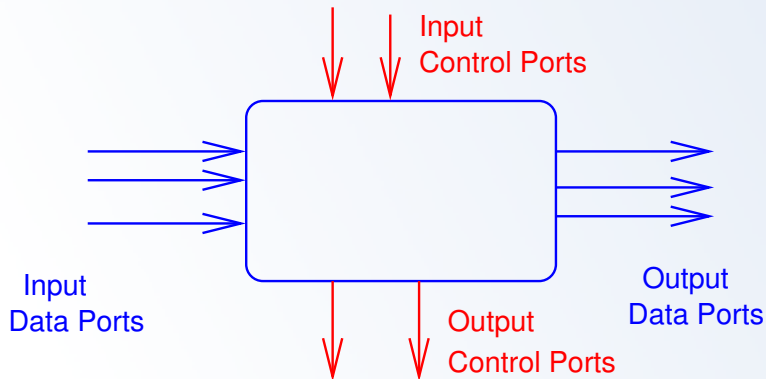 Input
Control Ports
Input
Data Ports
Output
Data Ports
Output
Control Ports